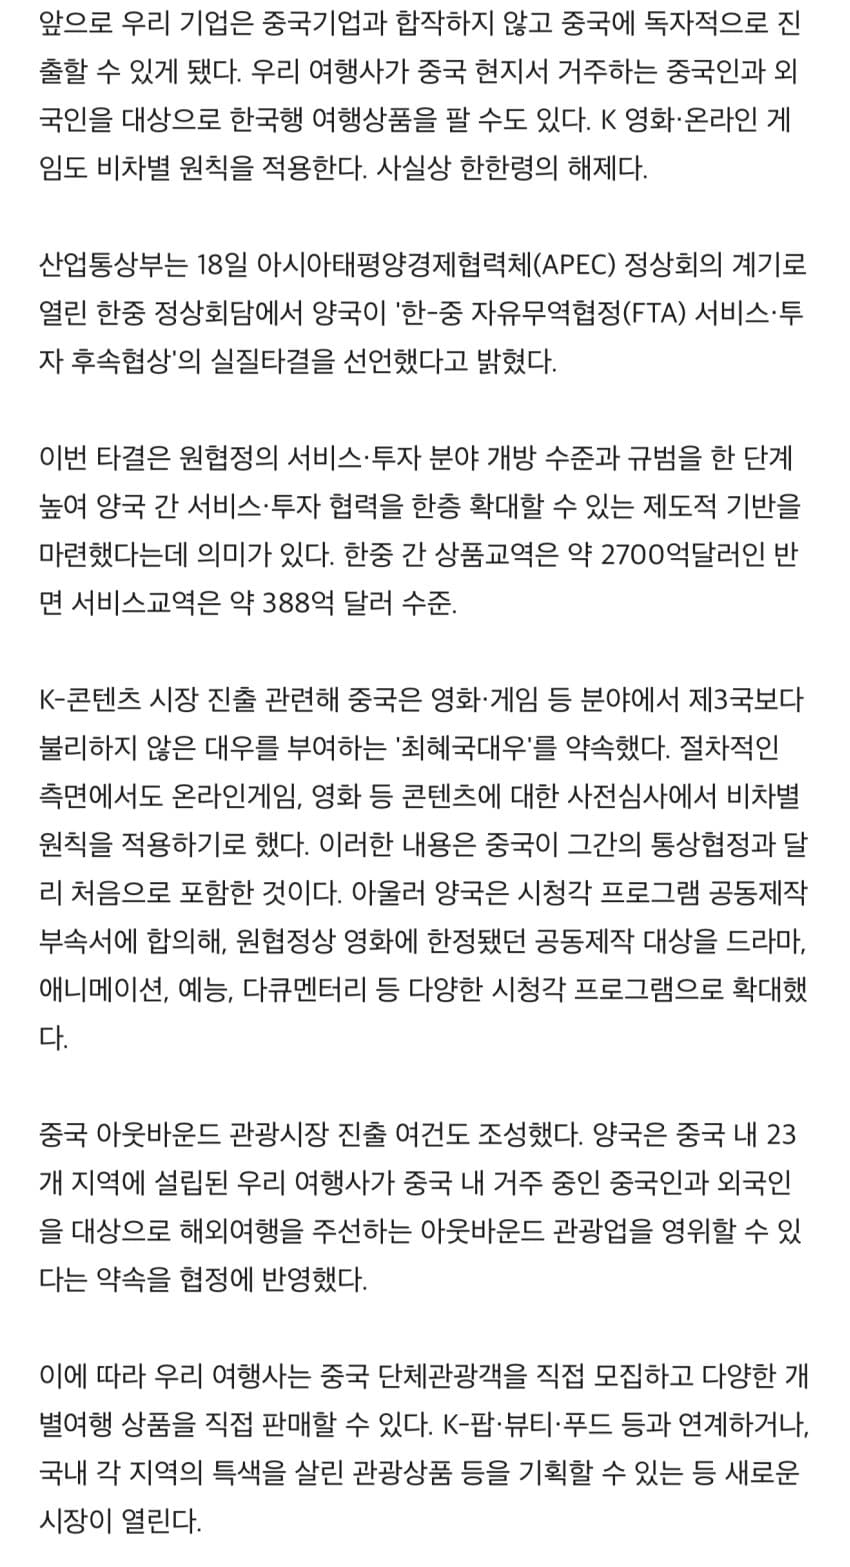 앞으로 우리 기업은 중국기업과 합작하지 않고 중국에 독자적으로 진
출할 수 있게 됐다. 우리 여행사가 중국 현지서 거주하는 중국인과 외
국인을 대상으로 한국행 여행상품을 팔 수도 있다. K 영화·온라인 게
임도 비차별 원칙을 적용한다. 사실상 한한령의 해제다.
산업통상부는 18일 아시아태평양경제협력체(APEC) 정상회의 계기로
열린 한중 정상회담에서 양국이 '한-중 자유무역협정(FTA) 서비스·투
자 후속협상'의 실질타결을 선언했다고 밝혔다.
이번 타결은 원협정의 서비스·투자 분야 개방 수준과 규범을 한 단계
높여 양국 간 서비스·투자 협력을 한층 확대할 수 있는 제도적 기반을
마련했다는데 의미가 있다. 한중 간 상품교역은 약 2700억달러인 반
면 서비스교역은 약 388억 달러 수준.
K-콘텐츠 시장 진출 관련해 중국은 영화·게임 등 분야에서 제3국보다
불리하지 않은 대우를 부여하는 '최혜국대우'를 약속했다. 절차적인
측면에서도 온라인게임, 영화 등 콘텐츠에 대한 사전심사에서 비차별
원칙을 적용하기로 했다. 이러한 내용은 중국이 그간의 통상협정과 달
리 처음으로 포함한 것이다. 아울러 양국은 시청각 프로그램 공동제작
부속서에 합의해, 원협정상 영화에 한정됐던 공동제작 대상을 드라마,
애니메이션, 예능, 다큐멘터리 등 다양한 시청각 프로그램으로 확대했
다.
중국 아웃바운드 관광시장 진출 여건도 조성했다. 양국은 중국 내 23
개 지역에 설립된 우리 여행사가 중국 내 거주 중인 중국인과 외국인
을 대상으로 해외여행을 주선하는 아웃바운드 관광업을 영위할 수 있
다는 약속을 협정에 반영했다.
이에 따라 우리 여행사는 중국 단체관광객을 직접 모집하고 다양한 개
별여행 상품을 직접 판매할 수 있다. K-팝·뷰티·푸드 등과 연계하거나,
국내 각 지역의 특색을 살린 관광상품 등을 기획할 수 있는 등 새로운
시장이 열린다.